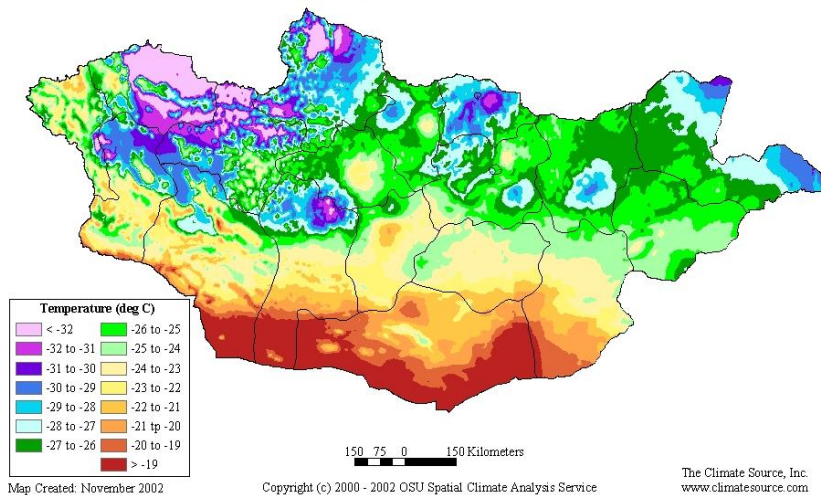 Temperature (deg C)
< -32
-32 to -31
-31 to -30
-30 to -29
-29 to -28
-28 to -27
-27 to -26
-26 to -25
-25 to -24
-24 to -23
-23 to -22
-22 to -21
-21 tp -20
-20 to -19
> -19
150 75 0 150 Kilometers
Map Created: November 2002
Copyright (c) 2000 - 2002 OSU Spatial Climate Analysis Service
The Climate Source, Inc.
www.climatesource.com